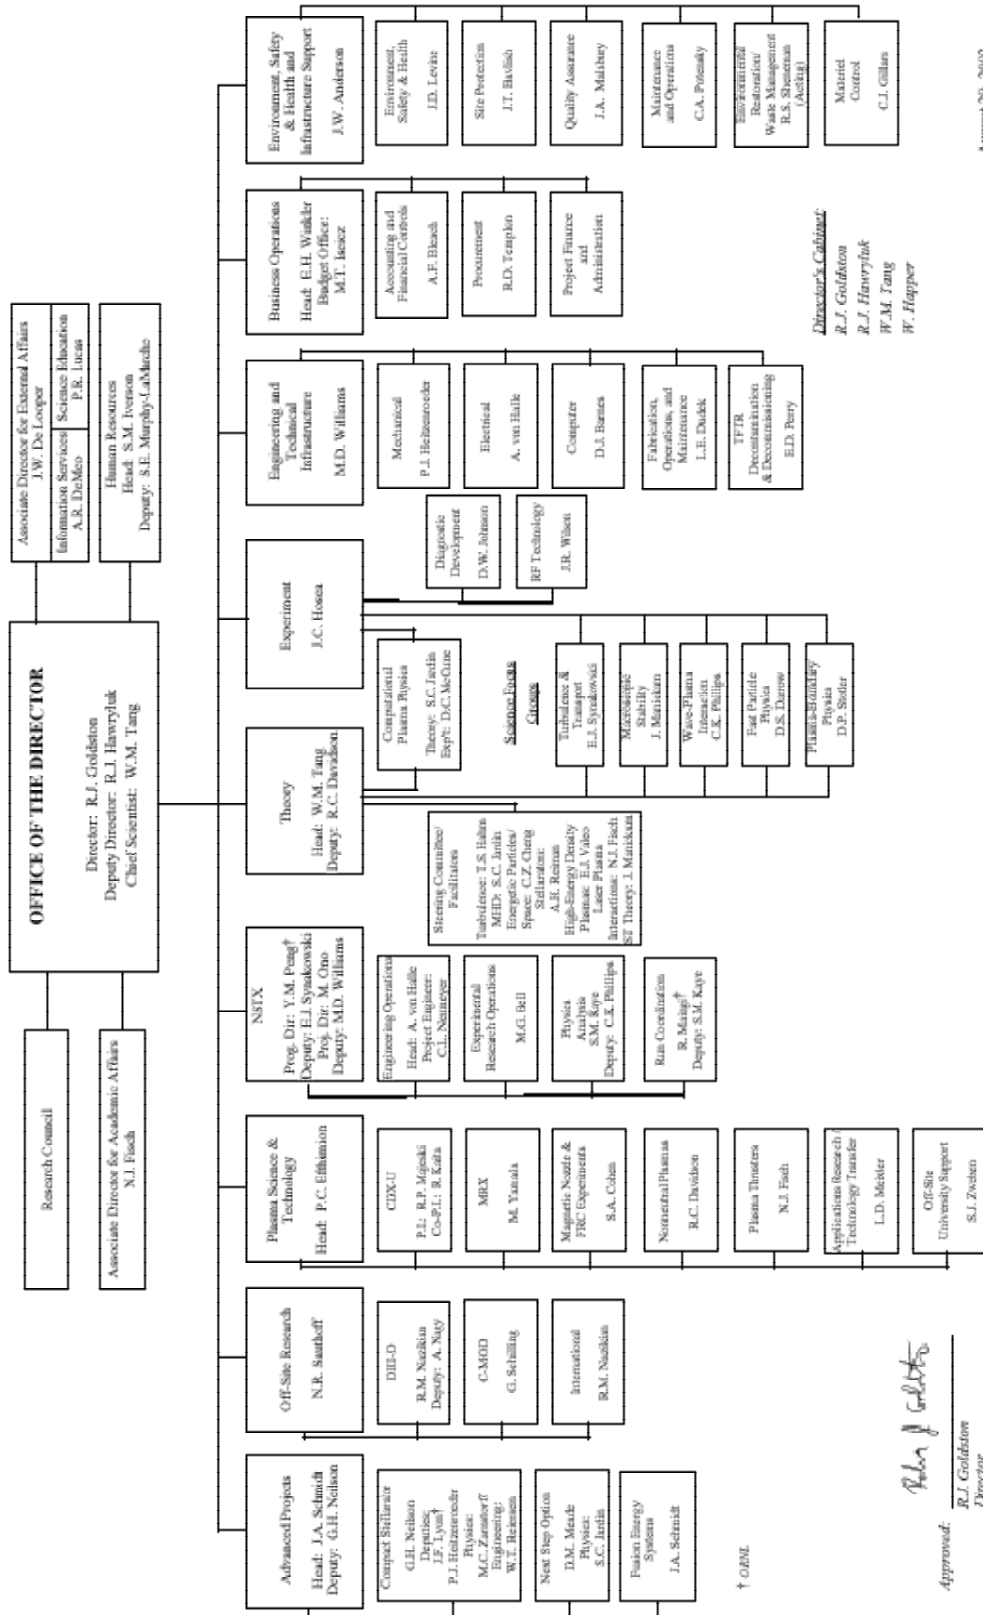 OFFICE OF THE DIRECTOR
Director: R.J. Goldston
Deputy Director: R.J. Hawryluk
Chief Scientist: W.M. Tang
Research Council
Associate Director for Academic Affairs
N.J. Fisch
Associate Director for External Affairs
J.W. De Looper
Information Services
A.R. DeMeo
Science Education
P.R. Lucas
Human Resources
Head: S.M. Iverson
Deputy: S.E. Murphy-LaMarche
Advanced Projects
Head: J.A. Schmidt
Deputy: G.H. Neilson
Compact Stellarator
G.H. Neilson
Deputies:
J.F. Lyon†
P.J. Heitzenroeder
Physics:
M.C. Zarnstorff
Engineering:
W.T. Reiersen
Next Step Option
D.M. Meade
Physics:
S.C. Jardin
Fusion Energy
Systems
J.A. Schmidt
Off-Site Research
N.R. Sauthoff
DIII-D
R.M. Nazikian
Deputy: A. Nagy
C-MOD
G. Schilling
International
R.M. Nazikian
Plasma Science &
Technology
Head: P.C. Efthimion
CDX-U
P.I.: R.P. Majeski
Co-P.I.: R. Kaita
MRX
M. Yamada
Magnetic Nozzle &
FRC Experiments
S.A. Cohen
Nonneutral Plasmas
R.C. Davidson
Plasma Thrusters
N.J. Fisch
Applications Research /
Technology Transfer
L.D. Meixler
Off-Site
University Support
S.J. Zweben
NSTX
Prog. Dir: Y.M. Peng†
Deputy: E.J. Synakowski
Proj. Dir: M. Ono
Deputy: M.D. Williams
Engineering Operations
Head: A. von Halle
Project Engineer:
C.L. Neumeyer
Experimental
Research Operations
M.G. Bell
Physics
Analysis
S.M. Kaye
Deputy: C.K. Phillips
Run Coordination
R. Maingi†
Deputy: S.M. Kaye
Theory
Head: W.M. Tang
Deputy: R.C. Davidson
Steering Committee/
Facilitators
Turbulence: T.S. Hahm
MHD: S.C. Jardin
Energetic Particles/
Space: C.Z. Cheng
Stellarators:
A.H. Reiman
High-Energy Density
Plasmas: E.J. Valeo
Laser Plasma
Interactions: N.J. Fisch
ST Theory: J. Manickam
Experiment
J.C. Hosea
Computational
Plasma Physics
Theory: S.C. Jardin
Exp't: D.C. McCune
Diagnostic
Development
D.W. Johnson
RF Technology
J.R. Wilson
Science Focus
Groups
Turbulence &
Transport
E.J. Synakowski
Macroscopic
Stability
J. Manickam
Wave-Plasma
Interaction
C.K. Phillips
Fast Particle
Physics
D.S. Darrow
Plasma-Boundary
Physics
D.P. Stotler
Engineering and
Technical
Infrastructure
M.D. Williams
Mechanical
P.J. Heitzenroeder
Electrical
A. von Halle
Computer
D.J. Barnes
Fabrication,
Operations, and
Maintenance
L.E. Dudek
TFTR
Decontamination
& Decommissioning
E.D. Perry
Business Operations
Head: E.H. Winkler
Budget Office:
M.T. Iseicz
Accounting and
Financial Controls
A.F. Bleach
Procurement
R.D. Templon
Project Finance
and
Administration
Environment, Safety
& Health and
Infrastructure Support
J.W. Anderson
Environment,
Safety & Health
J.D. Levine
Site Protection
J.T. Bavlish
Quality Assurance
J.A. Malsbury
Maintenance
and Operations
C.A. Potensky
Environmental
Restoration/
Waste Management
R.S. Sheneman
(Acting)
Materiel
Control
C.J. Gillars
† ORNL
Approved:
R.J. Goldston
Director
Director's Cabinet:
R.J. Goldston
R.J. Hawryluk
W.M. Tang
W. Happer